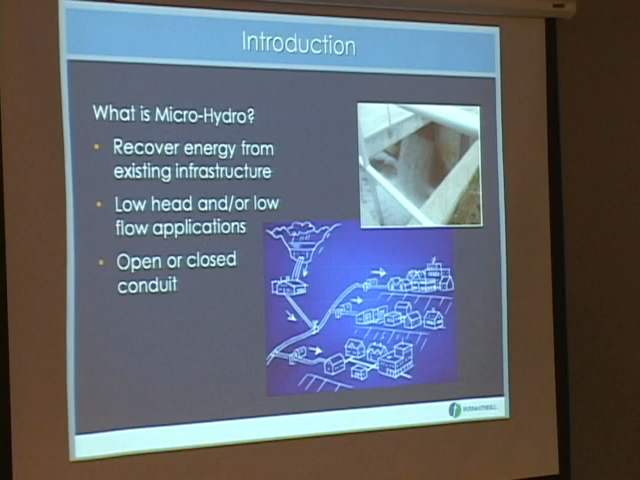 Introduction
What is Micro-Hydro?
• Recover energy from
existing infrastructure
• Low head and/or low
flow applications
• Open or closed
conduit